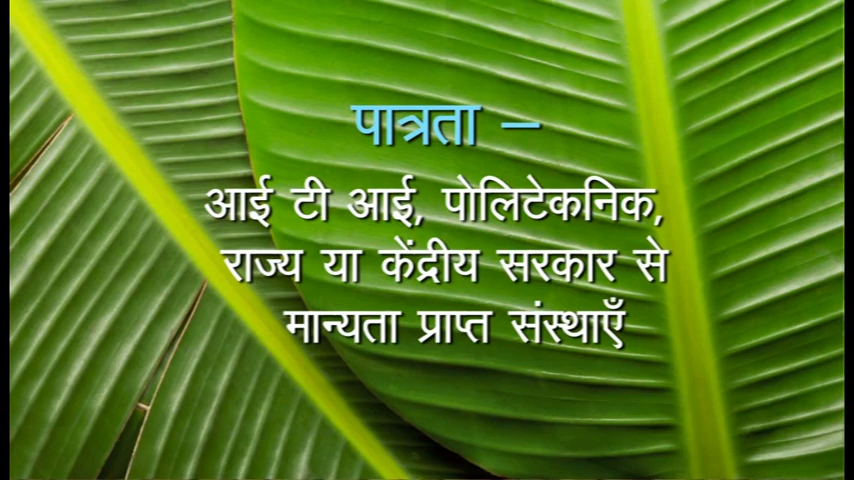 पात्रता –
आई टी आई, पोलिटेकनिक,
राज्य या केंद्रीय सरकार से
मान्यता प्राप्त संस्थाएँ